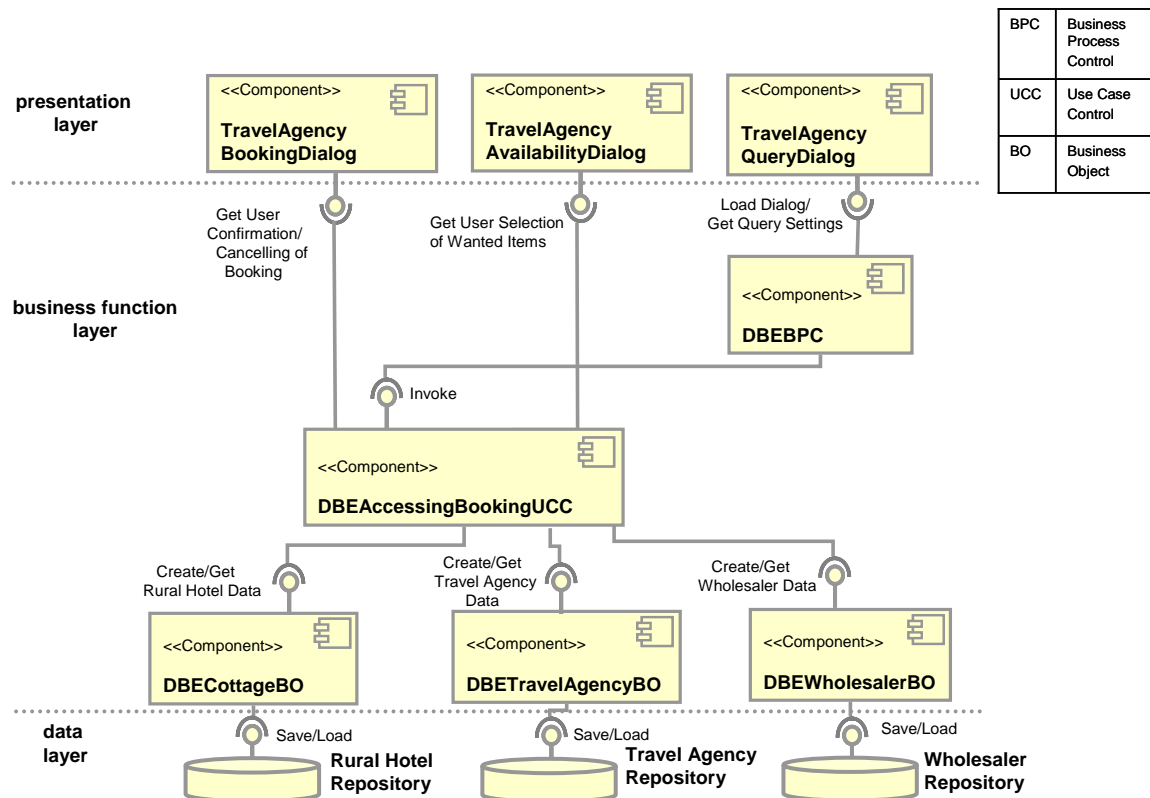 BPC Business
Process
Control
UCC Use Case
Control
BO Business
Object
presentation
layer
<<Component>>
TravelAgency
BookingDialog
<<Component>>
TravelAgency
AvailabilityDialog
<<Component>>
TravelAgency
QueryDialog
Get User
Confirmation/
Cancelling of
Booking
Get User Selection
of Wanted Items
Load Dialog/
Get Query Settings
business function
layer
<<Component>>
DBEBPC
Invoke
<<Component>>
DBEAccessingBookingUCC
Create/Get
Rural Hotel Data
Create/Get
Travel Agency
Data
Create/Get
Wholesaler Data
<<Component>>
DBECottageBO
<<Component>>
DBETravelAgencyBO
<<Component>>
DBEWholesalerBO
data
layer
Save/Load
Rural Hotel
Repository
Save/Load
Travel Agency
Repository
Save/Load
Wholesaler
Repository